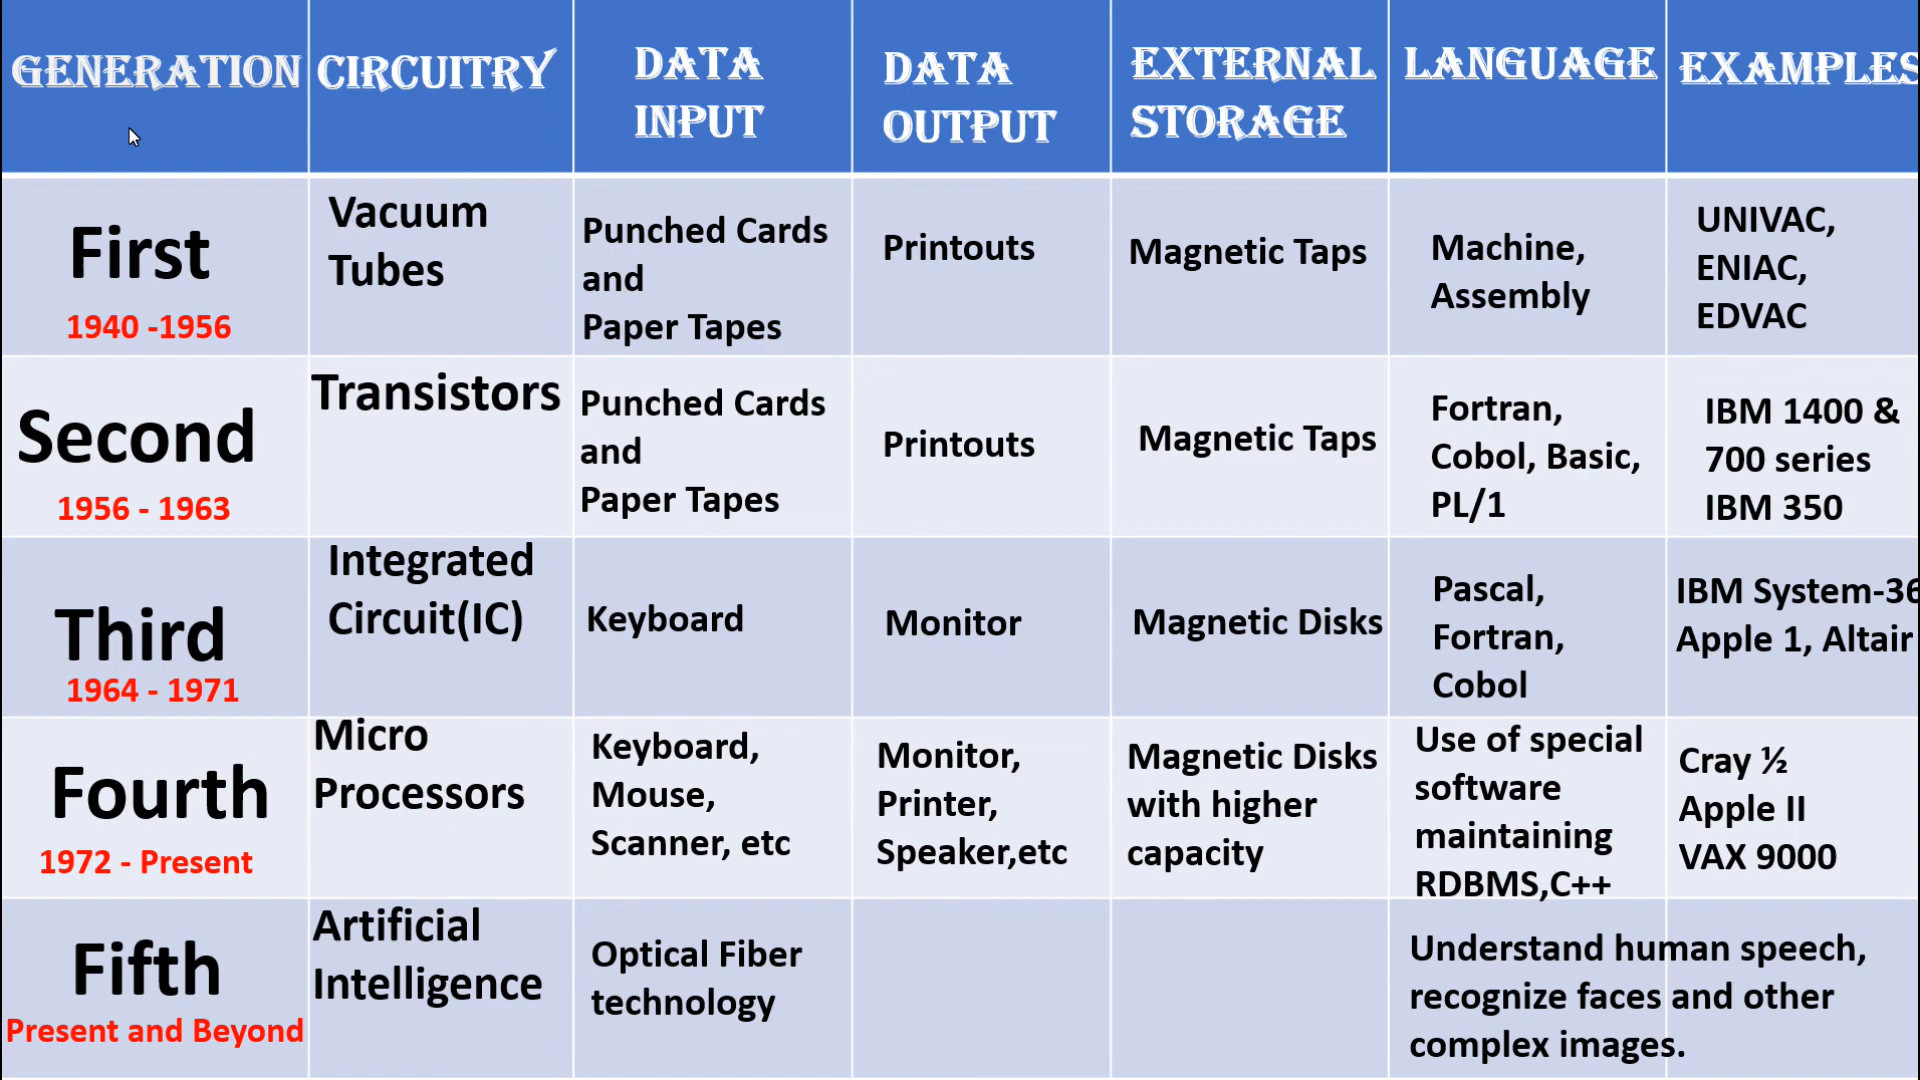 GENERATION
CIRCUITRY
DATA
INPUT
DATA
OUTPUT
EXTERNAL
STORAGE
LANGUAGE
EXAMPLES
First
1940 -1956
Vacuum
Tubes
Punched Cards
and
Paper Tapes
Printouts
Magnetic Taps
Machine,
Assembly
UNIVAC,
ENIAC,
EDVAC
Second
1956 - 1963
Transistors
Punched Cards
and
Paper Tapes
Printouts
Magnetic Taps
Fortran,
Cobol, Basic,
PL/1
IBM 1400 &
700 series
IBM 350
Third
1964 - 1971
Integrated
Circuit(IC)
Keyboard
Monitor
Magnetic Disks
Pascal,
Fortran,
Cobol
IBM System-36
Apple 1, Altair
Fourth
1972 - Present
Micro
Processors
Keyboard,
Mouse,
Scanner, etc
Monitor,
Printer,
Speaker,etc
Magnetic Disks
with higher
capacity
Use of special
software
maintaining
RDBMS,C++
Cray ½
Apple II
VAX 9000
Fifth
Present and Beyond
Artificial
Intelligence
Optical Fiber
technology
Understand human speech,
recognize faces and other
complex images.